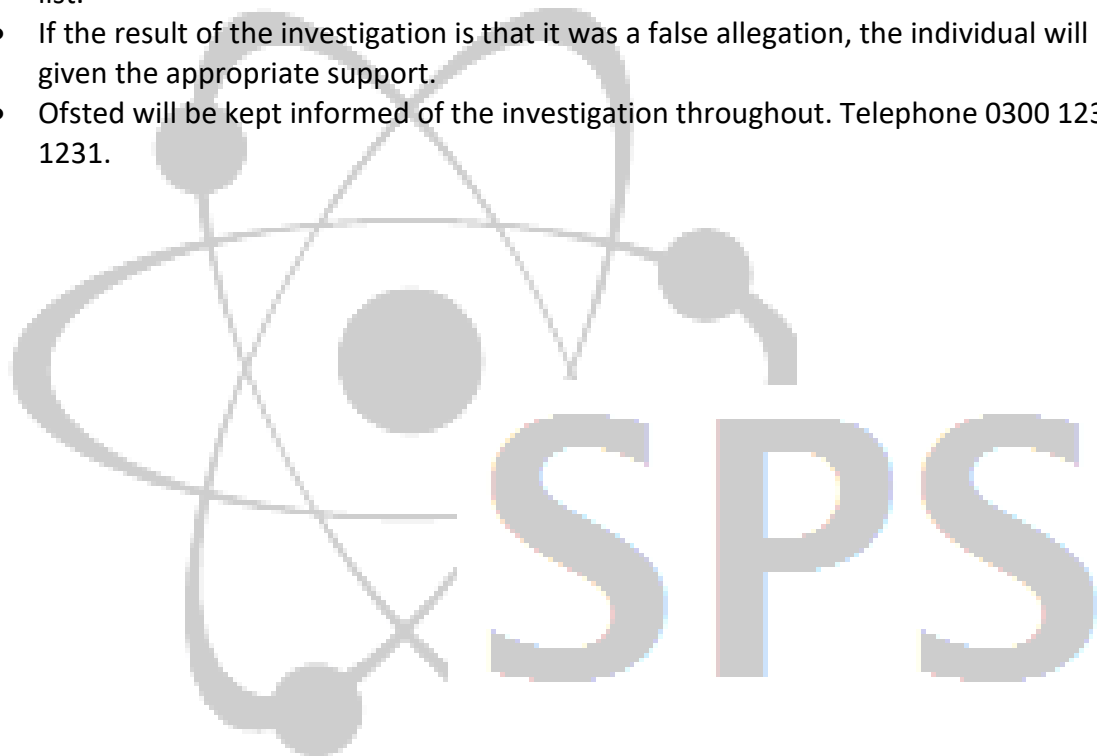 list.
• If the result of the investigation is that it was a false allegation, the individual will
given the appropriate support.
• Ofsted will be kept informed of the investigation throughout. Telephone 0300 123
1231.
SPS